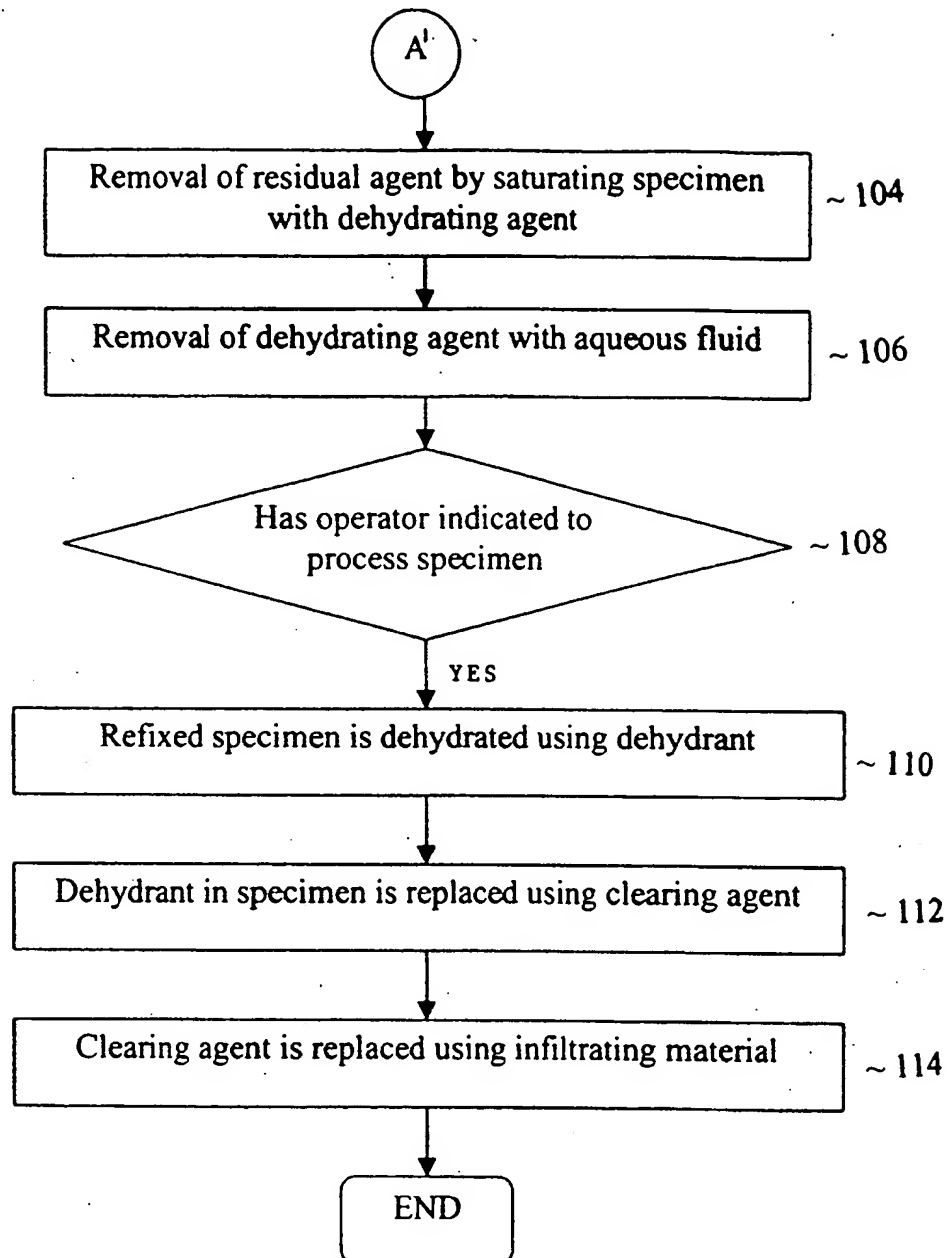 A'
Removal of residual agent by saturating specimen
with dehydrating agent
~ 104
Removal of dehydrating agent with aqueous fluid
~ 106
Has operator indicated to
process specimen
~ 108
YES
Refixed specimen is dehydrated using dehydrant
~ 110
Dehydrant in specimen is replaced using clearing agent
~ 112
Clearing agent is replaced using infiltrating material
~ 114
END